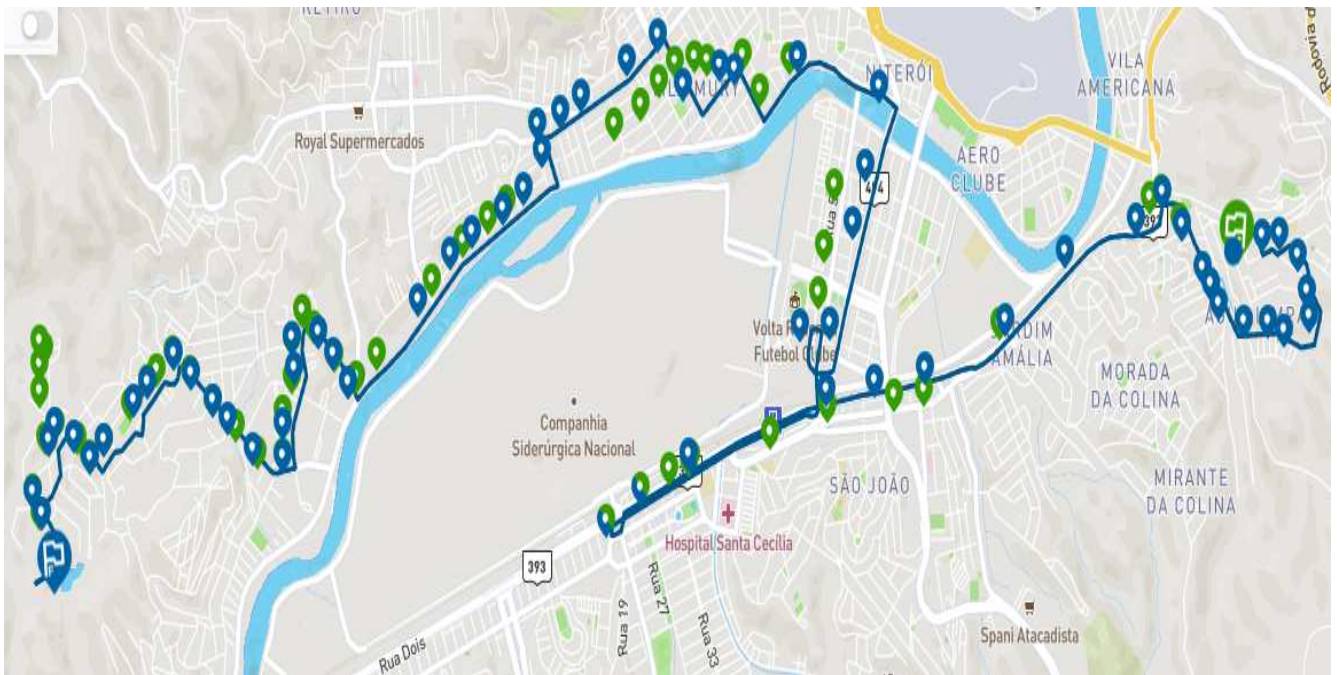 RETIRO
Royal Supermercados
NITERÓI
VILA
AMERICANA
AERO
CLUBE
Rodovia
393
Volta
Futebol Clube
JARDIM
AMÁLIA
MORADA
DA COLINA
Companhia
Siderúrgica Nacional
SÃO JOÃO
MIRANTE
DA COLINA
Hospital Santa Cecília
393
Rua 19
Rua 27
Rua 33
Rua Dois
Spani Atacadista